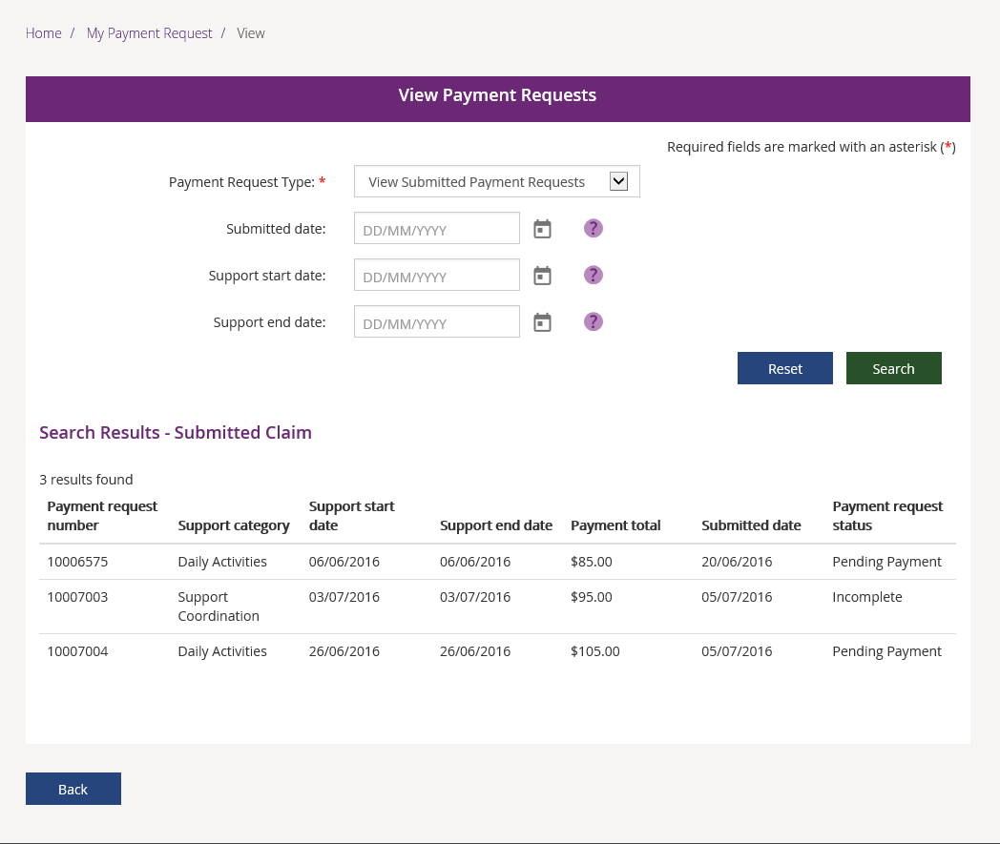 Home / My Payment Request / View
View Payment Requests
Required fields are marked with an asterisk (*)
Payment Request Type: * View Submitted Payment Requests
Submitted date: DD/MM/YYYY ?
Support start date: DD/MM/YYYY ?
Support end date: DD/MM/YYYY ?
Reset Search
Search Results - Submitted Claim
3 results found
Payment request number Support category Support start date Support end date Payment total Submitted date Payment request status
10006575 Daily Activities 06/06/2016 06/06/2016 $85.00 20/06/2016 Pending Payment
10007003 Support Coordination 03/07/2016 03/07/2016 $95.00 05/07/2016 Incomplete
10007004 Daily Activities 26/06/2016 26/06/2016 $105.00 05/07/2016 Pending Payment
Back